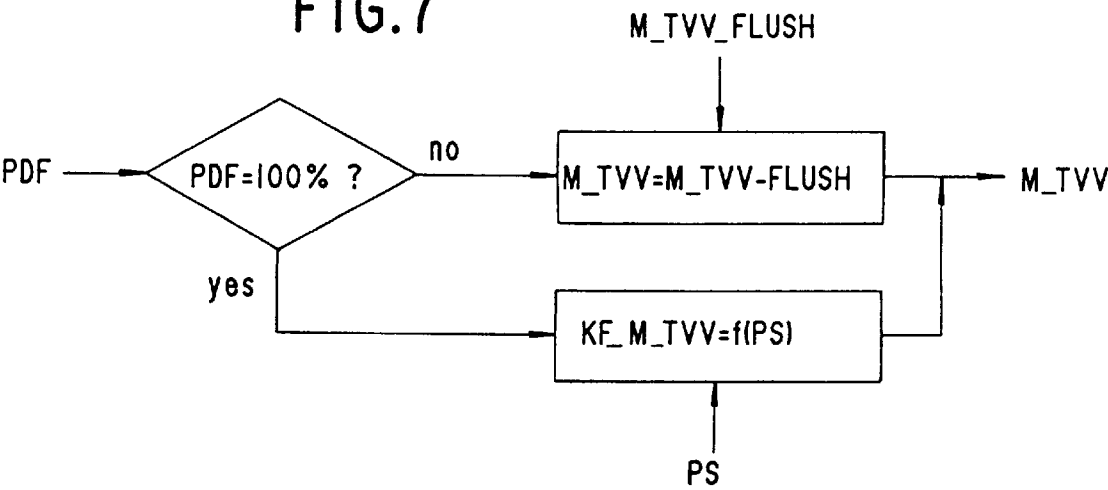 FIG.7
M_TVV_FLUSH
PDF
PDF=100% ?
no
M_TVV=M_TVV-FLUSH
M_TVV
yes
KF_M_TVV=f(PS)
PS